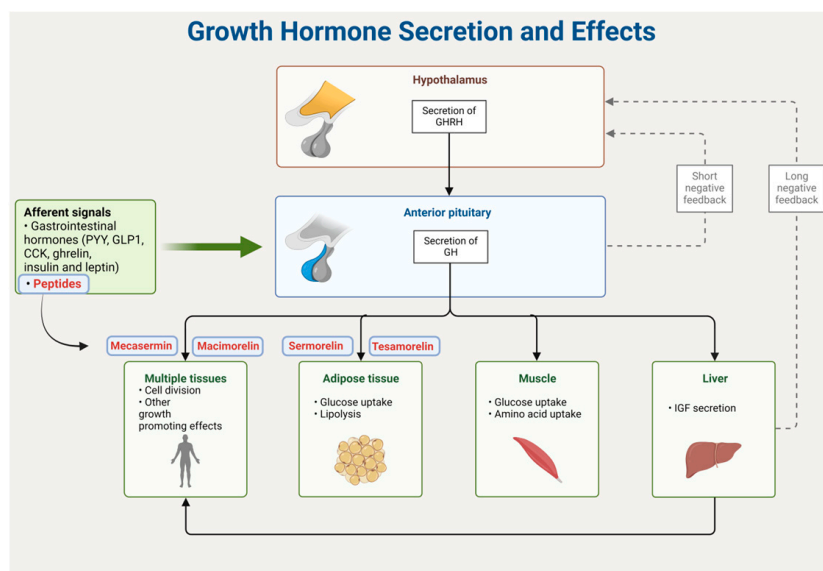 Growth Hormone Secretion and Effects
Hypothalamus
Secretion of
GHRH
Short
negative
feedback
Long
negative
feedback
Afferent signals
• Gastrointestinal
hormones (PYY, GLP1,
CCK, ghrelin,
insulin and leptin)
• Peptides
Anterior pituitary
Secretion of
GH
Mecasermin
Macimorelin
Sermorelin
Tesamorelin
Multiple tissues
• Cell division
• Other
growth
promoting effects
Adipose tissue
• Glucose uptake
• Lipolysis
Muscle
• Glucose uptake
• Amino acid uptake
Liver
• IGF secretion